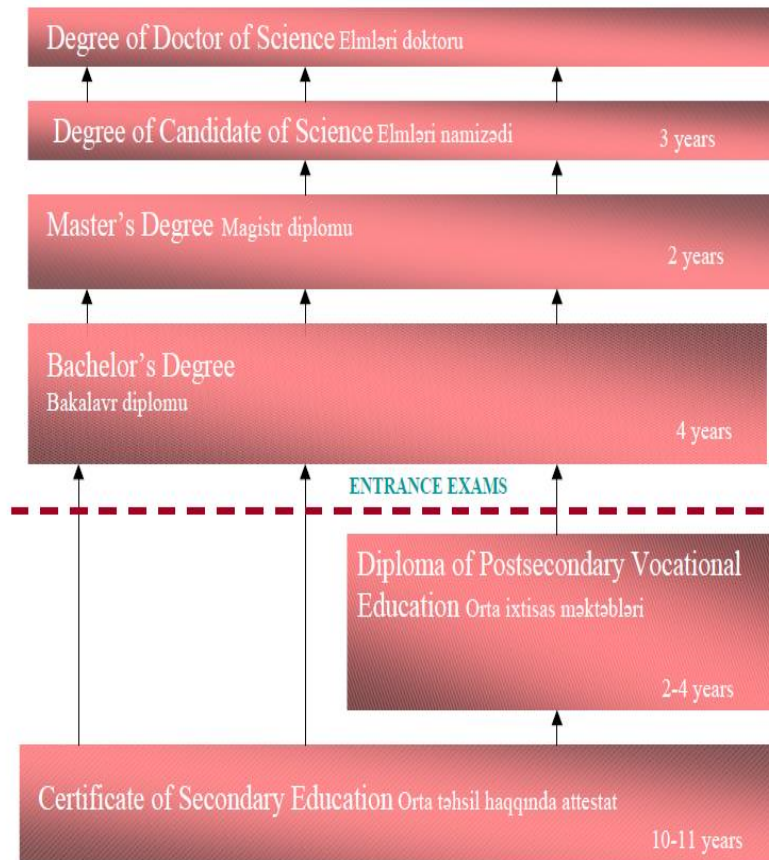 Degree of Doctor of Science Elmləri doktoru
Degree of Candidate of Science Elmləri namizədi
3 years
Master's Degree Magistr diplomu
2 years
Bachelor's Degree
Bakalavr diplomu
4 years
ENTRANCE EXAMS
Diploma of Postsecondary Vocational
Education Orta ixtisas məktəbləri
2-4 years
Certificate of Secondary Education Orta təhsil haqqında attestat
10-11 years